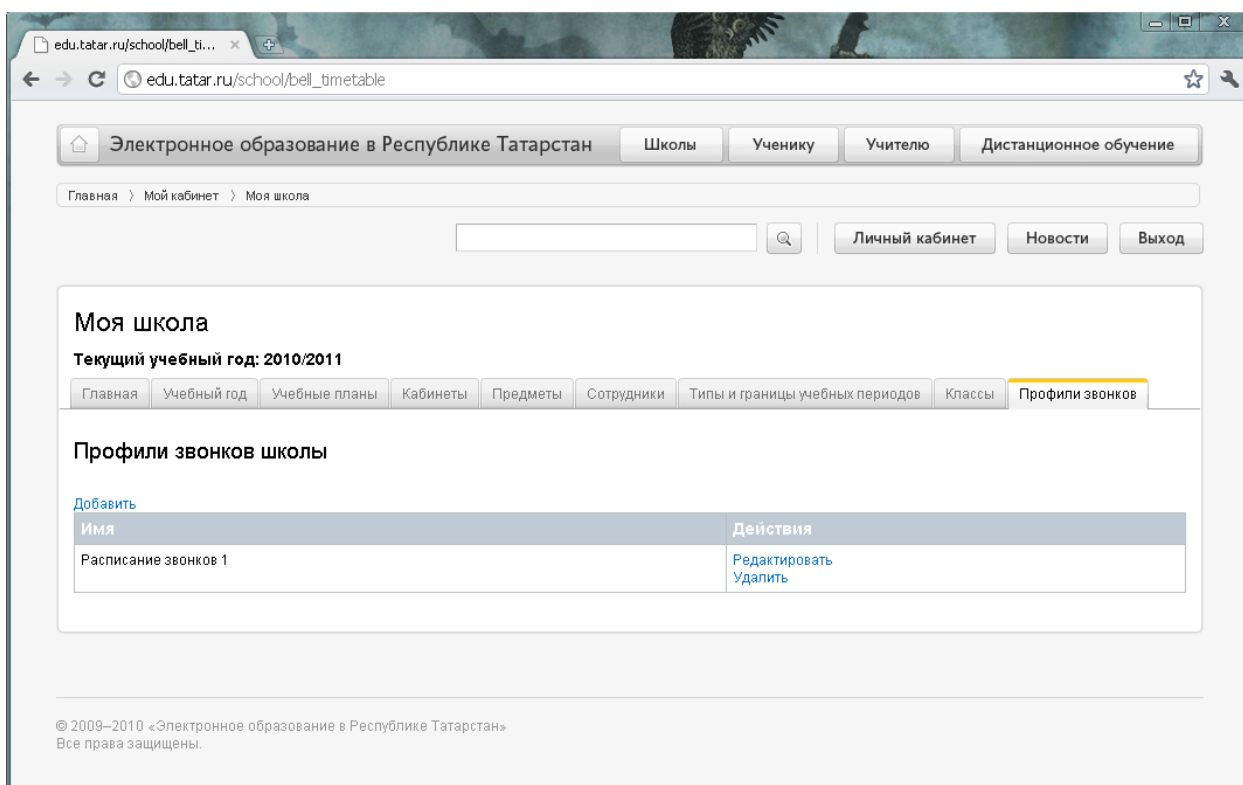 edu.tatar.ru/school/bell_ti...
edu.tatar.ru/school/bell_timetable
Электронное образование в Республике Татарстан Школы Ученику Учителю Дистанционное обучение
Главная 〉 Мой кабинет 〉 Моя школа
Личный кабинет Новости Выход
Моя школа
Текущий учебный год: 2010/2011
Главная Учебный год Учебные планы Кабинеты Предметы Сотрудники Типы и границы учебных периодов Классы Профили звонков
Профили звонков школы
Добавить
Имя Действия
Расписание звонков 1 Редактировать
Удалить
© 2009–2010 «Электронное образование в Республике Татарстан»
Все права защищены.